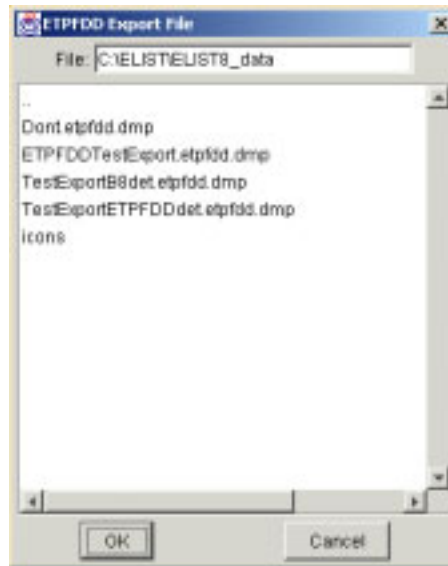 ETPFDD Export File
File: C:\ELIST\ELIST8_data
..
Dont.etpfdd.dmp
ETPFDDTestExport.etpfdd.dmp
TestExportB8det.etpfdd.dmp
TestExportETPFDDdet.etpfdd.dmp
icons
OK Cancel